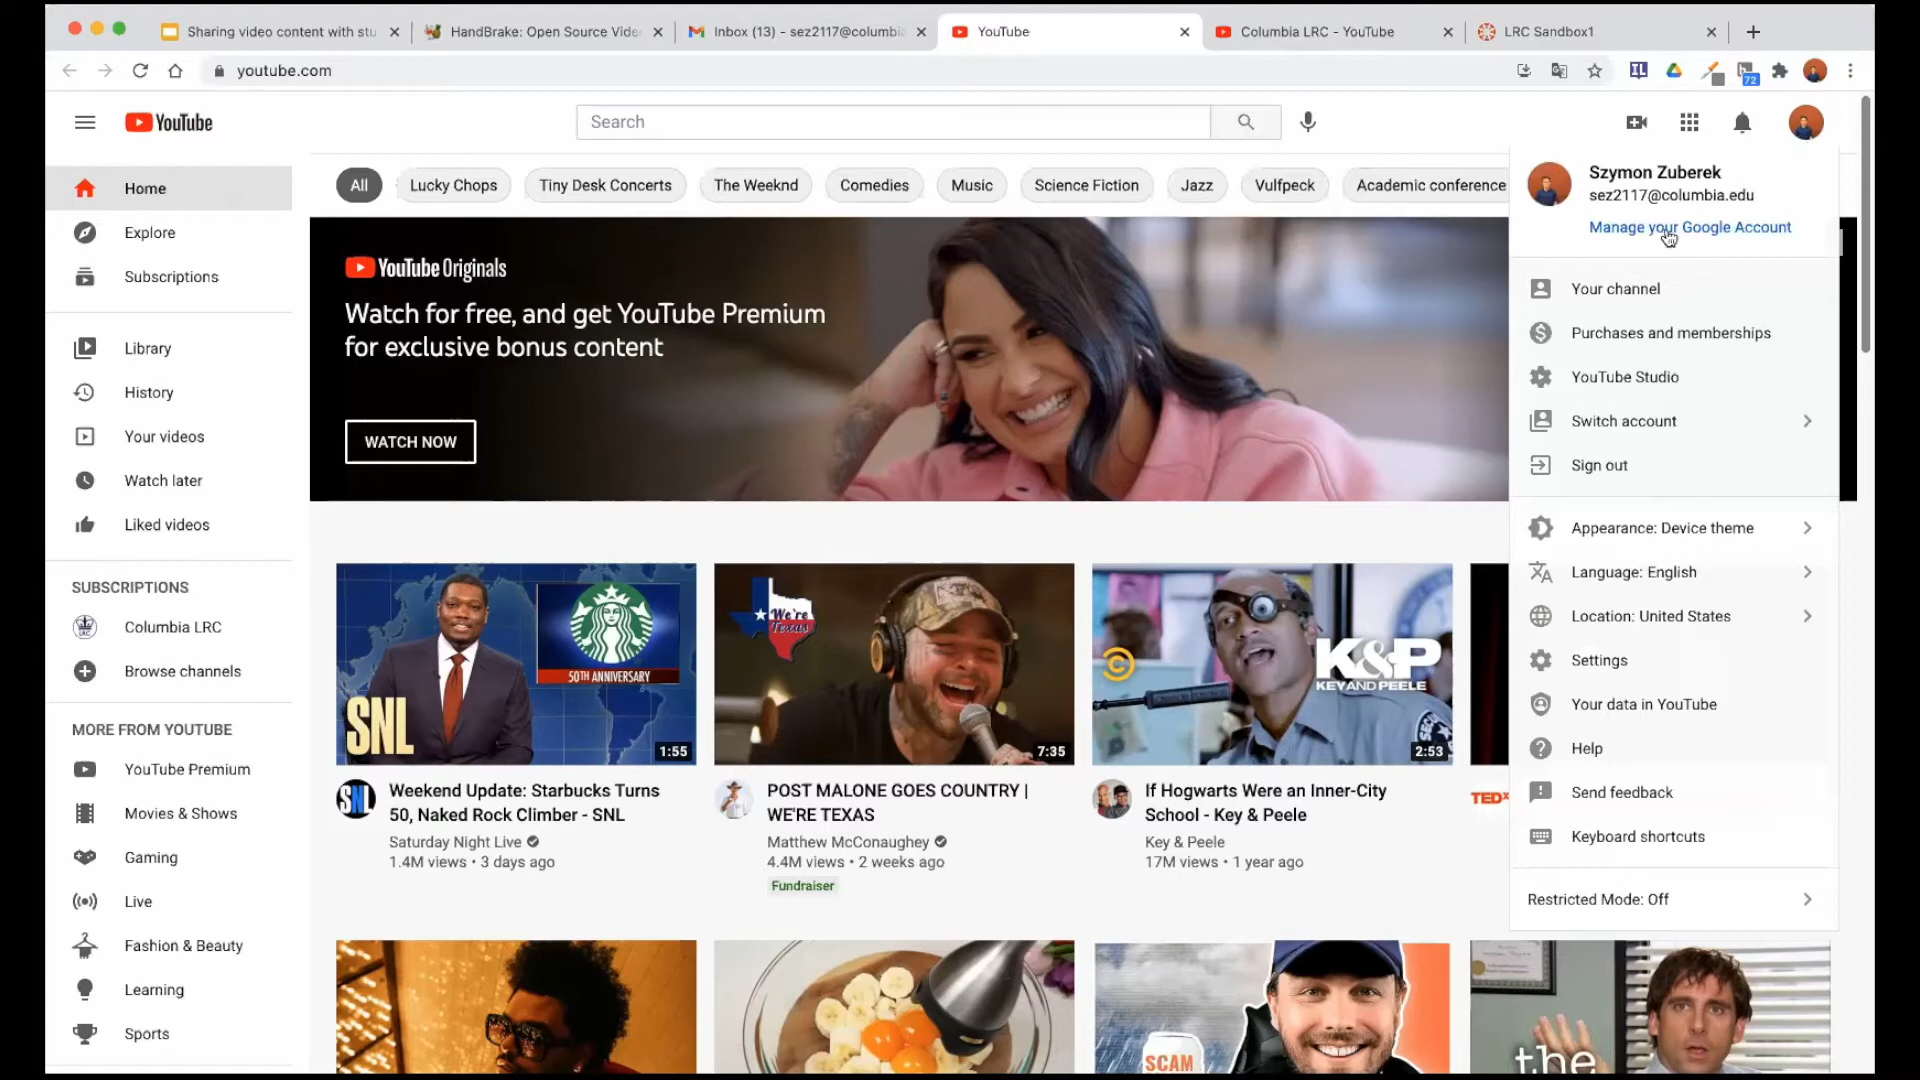 Sharing video content with stu
HandBrake: Open Source Vide
Inbox (13) - sez2117@columbia
YouTube
Columbia LRC - YouTube
LRC Sandbox1
youtube.com
72
YouTube
Search
Home
Explore
Subscriptions
Library
History
Your videos
Watch later
Liked videos
SUBSCRIPTIONS
Columbia LRC
Browse channels
MORE FROM YOUTUBE
YouTube Premium
Movies & Shows
Gaming
Live
Fashion & Beauty
Learning
Sports
All
Lucky Chops
Tiny Desk Concerts
The Weeknd
Comedies
Music
Science Fiction
Jazz
Vulfpeck
Academic conference
YouTube Originals
Watch for free, and get YouTube Premium
for exclusive bonus content
WATCH NOW
50TH ANNIVERSARY
SNL
1:55
We're
Texas
7:35
K&P
KEY AND PEELE
2:53
SNL
Weekend Update: Starbucks Turns
50, Naked Rock Climber - SNL
Saturday Night Live
1.4M views • 3 days ago
POST MALONE GOES COUNTRY |
WE'RE TEXAS
Matthew McConaughey
4.4M views • 2 weeks ago
Fundraiser
If Hogwarts Were an Inner-City
School - Key & Peele
Key & Peele
17M views • 1 year ago
TEDx
SCAM
the
Szymon Zuberek
sez2117@columbia.edu
Manage your Google Account
Your channel
Purchases and memberships
YouTube Studio
Switch account
Sign out
Appearance: Device theme
Language: English
Location: United States
Settings
Your data in YouTube
Help
Send feedback
Keyboard shortcuts
Restricted Mode: Off